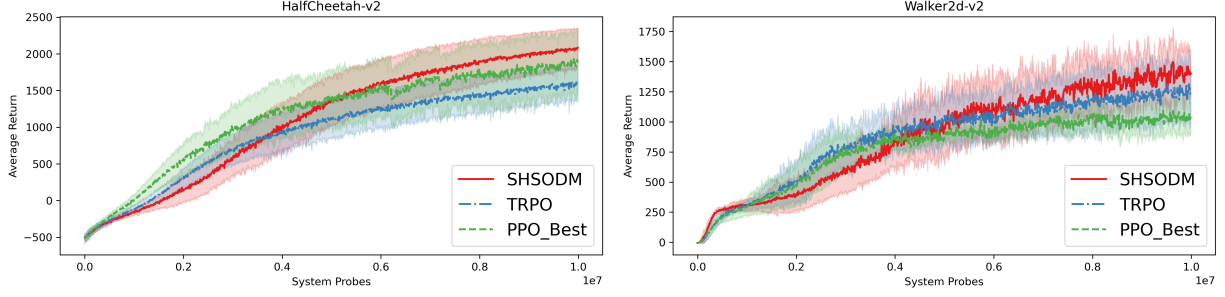 HalfCheetah-v2
2500
2000
1500
1000
500
0
−500
Average Return
0.0 0.2 0.4 0.6 0.8 1.0
1e7
System Probes
SHSODM
TRPO
PPO_Best
Walker2d-v2
1750
1500
1250
1000
750
500
250
0
Average Return
0.0 0.2 0.4 0.6 0.8 1.0
1e7
System Probes
SHSODM
TRPO
PPO_Best